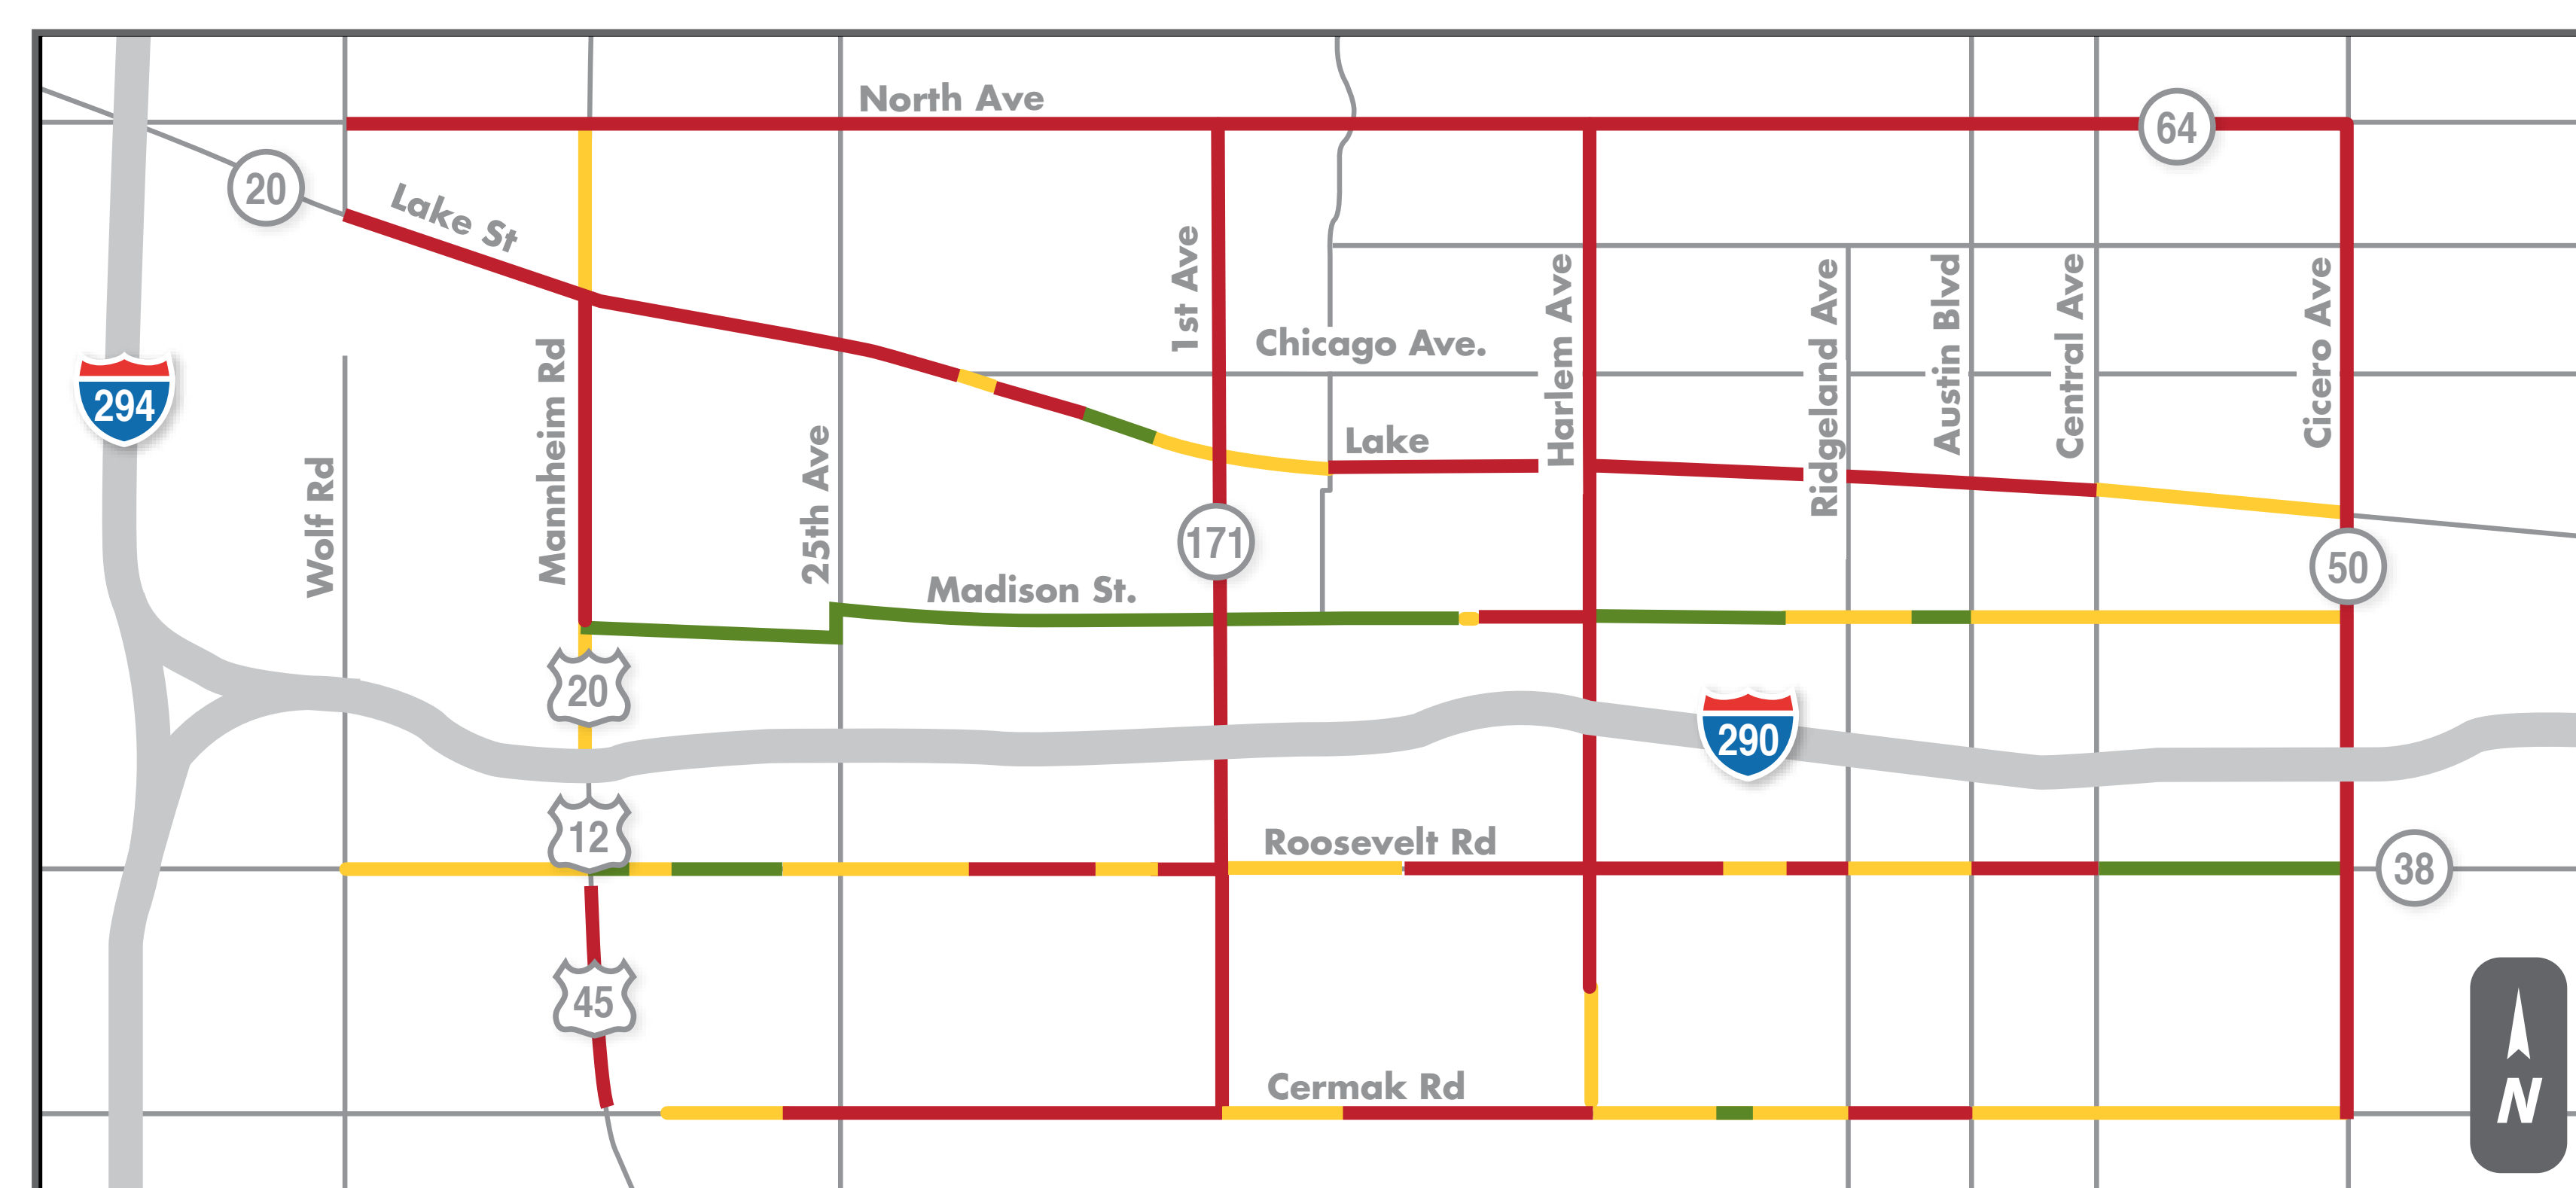 North Ave
64
20
Lake St
1st Ave
Chicago Ave.
Harlem Ave
Ridgeland Ave
Austin Blvd
Central Ave
Cicero Ave
294
Wolf Rd
Mannheim Rd
25th Ave
Lake
171
50
Madison St.
20
290
12
Roosevelt Rd
38
45
Cermak Rd
N